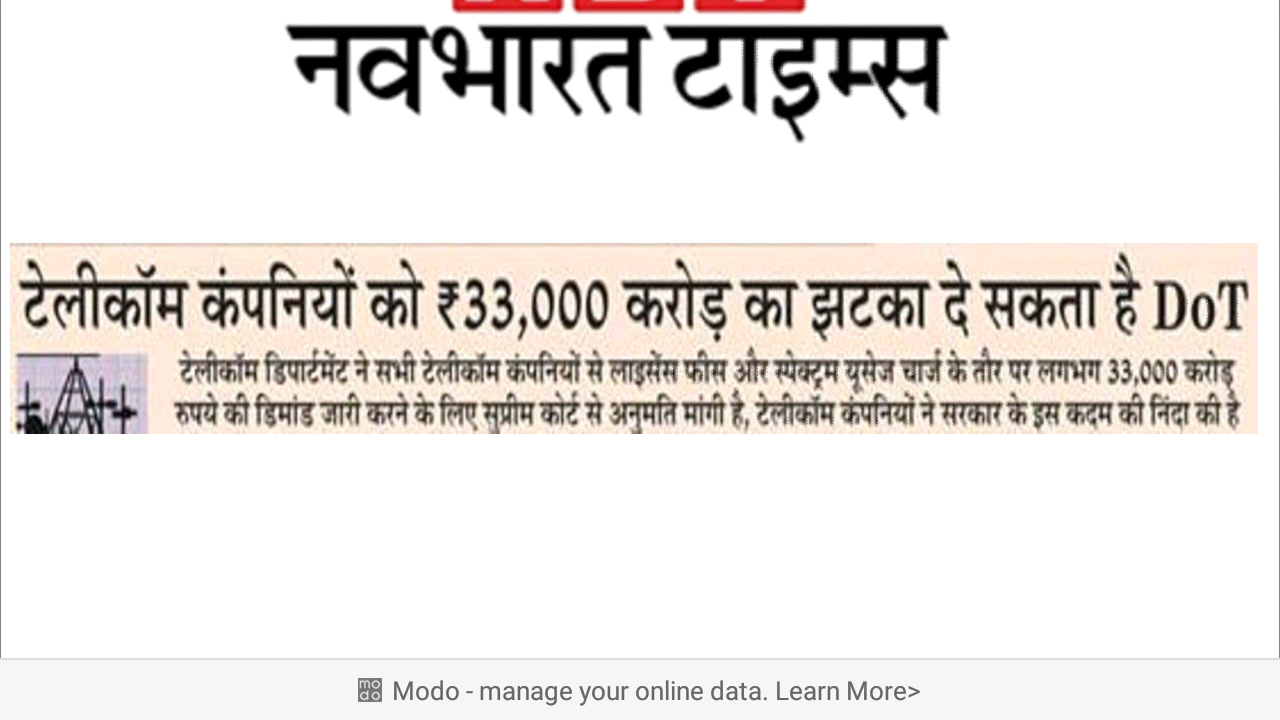 नवभारत टाइम्स
टेलीकॉम कंपनियों को ₹33,000 करोड़ का झटका दे सकता है DoT
टेलीकॉम डिपार्टमेंट ने सभी टेलीकॉम कंपनियों से लाइसेंस फीस और स्पेक्ट्रम यूसेज चार्ज के तौर पर लगभग 33,000 करोड़
रुपये की डिमांड जारी करने के लिए सुप्रीम कोर्ट से अनुमति मांगी है, टेलीकॉम कंपनियों ने सरकार के इस कदम की निंदा की है
modo Modo - manage your online data. Learn More>